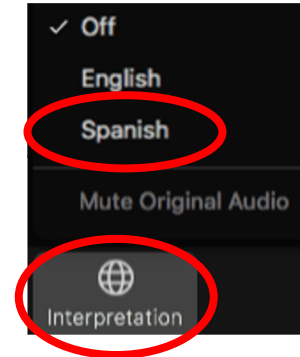 ✓ Off
English
Spanish
Mute Original Audio
Interpretation